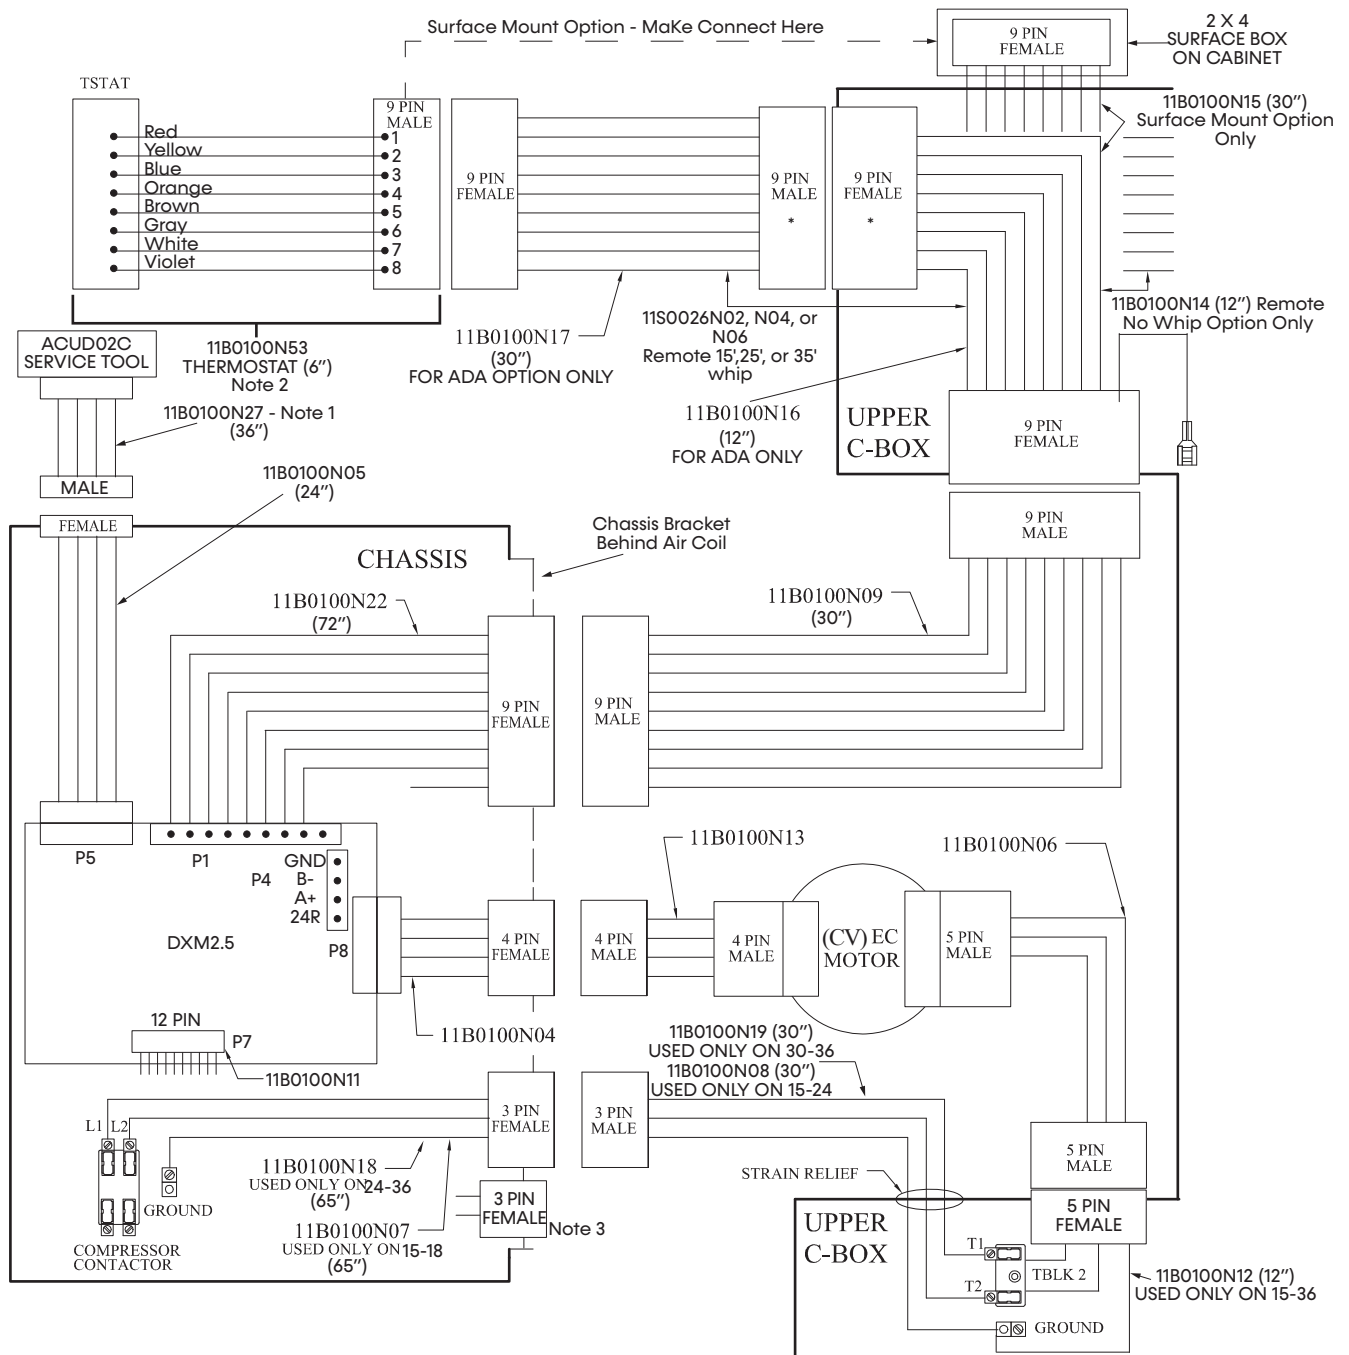 Surface Mount Option - MaKe Connect Here
9 PIN
FEMALE
2 X 4
SURFACE BOX
ON CABINET
TSTAT
Red
Yellow
Blue
Orange
Brown
Gray
White
Violet
9 PIN
MALE
1
2
3
4
5
6
7
8
9 PIN
FEMALE
9 PIN
MALE
*
9 PIN
FEMALE
*
11B0100N15 (30”)
Surface Mount Option
Only
11B0100N14 (12”) Remote
No Whip Option Only
ACUD02C
SERVICE TOOL
11B0100N53
THERMOSTAT (6”)
Note 2
11B0100N17
(30”)
FOR ADA OPTION ONLY
11S0026N02, N04, or
N06
Remote 15',25', or 35'
whip
11B0100N16
(12”)
FOR ADA ONLY
UPPER
C-BOX
9 PIN
FEMALE
11B0100N27 - Note 1
(36”)
MALE
11B0100N05
(24”)
FEMALE
CHASSIS
Chassis Bracket
Behind Air Coil
9 PIN
MALE
11B0100N22
(72”)
11B0100N09
(30”)
9 PIN
FEMALE
9 PIN
MALE
P5
P1
P4
GND
B-
A+
24R
DXM2.5
P8
12 PIN
P7
11B0100N11
4 PIN
FEMALE
4 PIN
MALE
11B0100N13
4 PIN
MALE
(CV) EC
MOTOR
5 PIN
MALE
11B0100N06
11B0100N04
11B0100N19 (30”)
USED ONLY ON 30-36
11B0100N08 (30”)
USED ONLY ON 15-24
L1
L2
3 PIN
FEMALE
3 PIN
MALE
11B0100N18
USED ONLY ON 24-36
(65”)
GROUND
11B0100N07
USED ONLY ON 15-18
(65”)
COMPRESSOR
CONTACTOR
3 PIN
FEMALE
Note 3
STRAIN RELIEF
5 PIN
MALE
5 PIN
FEMALE
UPPER
C-BOX
T1
T2
TBLK 2
GROUND
11B0100N12 (12”)
USED ONLY ON 15-36